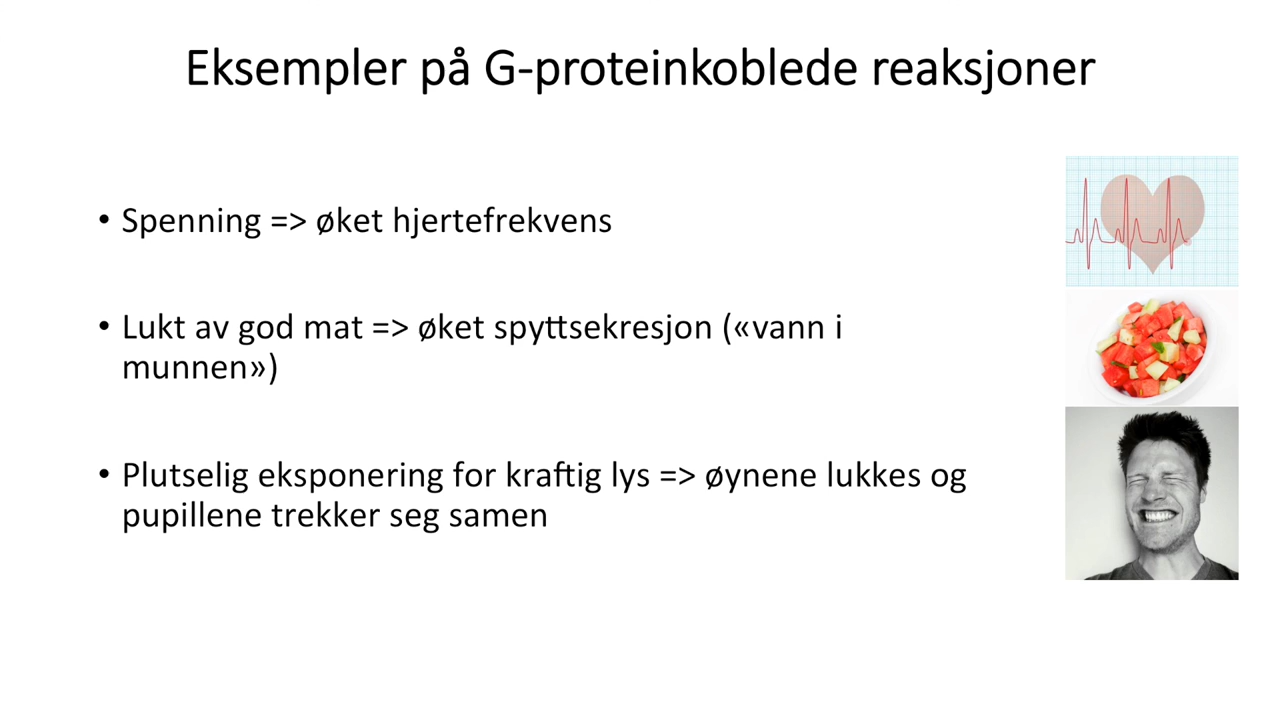 Eksempler på G-proteinkoblede reaksjoner
• Spenning => øket hjertefrekvens
• Lukt av god mat => øket spyttsekresjon («vann i
munnen»)
• Plutselig eksponering for kraftig lys => øynene lukkes og
pupillene trekker seg samen